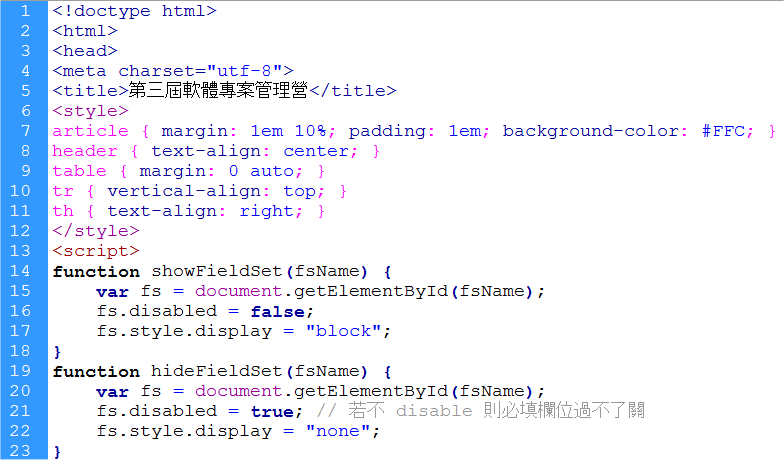 1 <!doctype html>
2 <html>
3 <head>
4 <meta charset="utf-8">
5 <title>第三屆軟體專案管理營</title>
6 <style>
7 article { margin: 1em 10%; padding: 1em; background-color: #FFC; }
8 header { text-align: center; }
9 table { margin: 0 auto; }
10 tr { vertical-align: top; }
11 th { text-align: right; }
12 </style>
13 <script>
14 function showFieldSet(fsName) {
15     var fs = document.getElementById(fsName);
16     fs.disabled = false;
17     fs.style.display = "block";
18 }
19 function hideFieldSet(fsName) {
20     var fs = document.getElementById(fsName);
21     fs.disabled = true; // 若不 disable 則必填欄位過不了關
22     fs.style.display = "none";
23 }